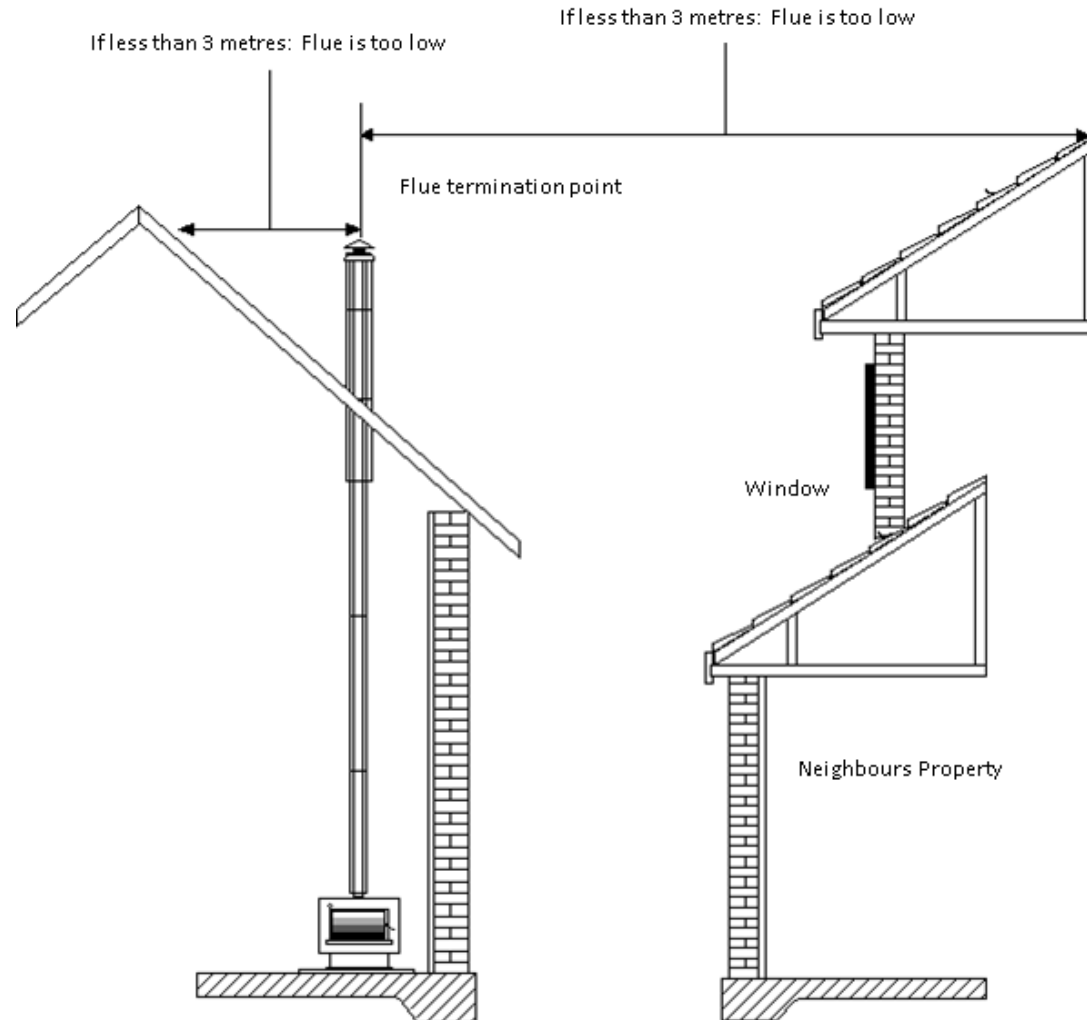 If less than 3 metres: Flue is too low
If less than 3 metres: Flue is too low
Flue termination point
Window
Neighbours Property